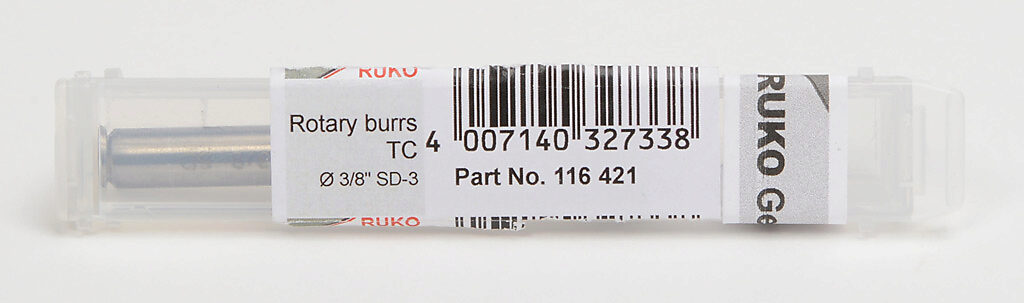 RUKO
Rotary burrs
TC
Ø 3/8" SD-3
RUKO
4 007140 327338
Part No. 116 421
RUKO Ge